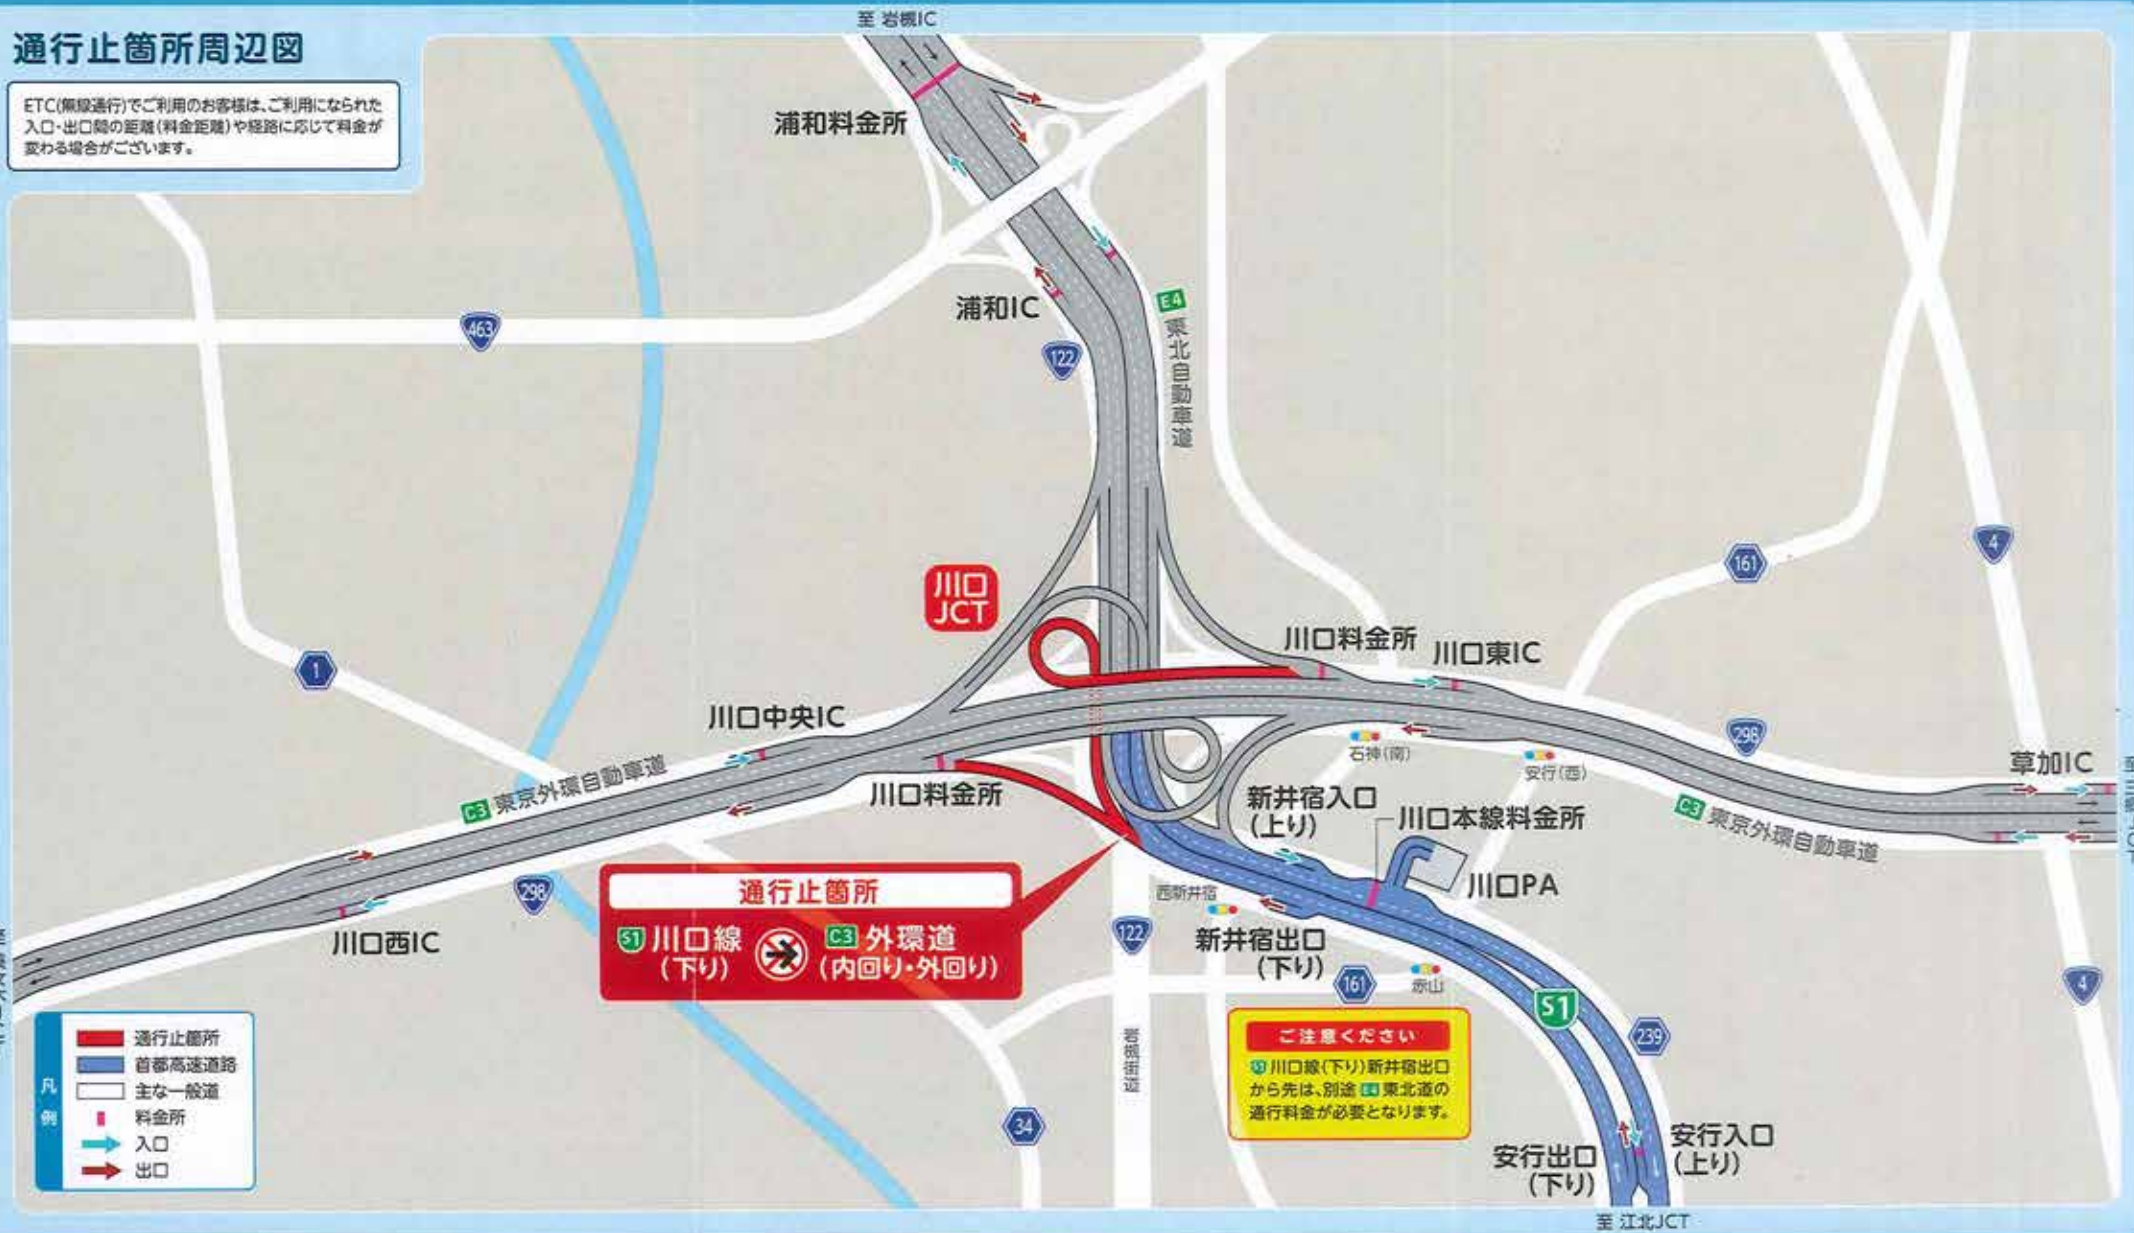 通行止箇所周辺図
ETC(無線通行)でご利用のお客様は、ご利用になられた
入口・出口間の距離(料金距離)や経路に応じて料金が
変わる場合がございます。
至 岩槻IC
浦和料金所
浦和IC
463
122
E4
東北自動車道
川口
JCT
161
4
1
川口料金所
川口東IC
川口中央IC
298
石神(南)
安行(西)
草加IC
C3 東京外環自動車道
川口料金所
新井宿入口
(上り)
川口本線料金所
川口PA
C3 東京外環自動車道
川口西IC
298
通行止箇所
S1 川口線
(下り)
C3 外環道
(内回り・外回り)
西新井宿
122
新井宿出口
(下り)
161
赤山
S1
239
4
岩槻街道
34
ご注意ください
S1 川口線(下り)新井宿出口
から先は、別途 E4 東北道の
通行料金が必要となります。
安行出口
(下り)
安行入口
(上り)
至 江北JCT
凡例
通行止箇所
首都高速道路
主な一般道
料金所
入口
出口